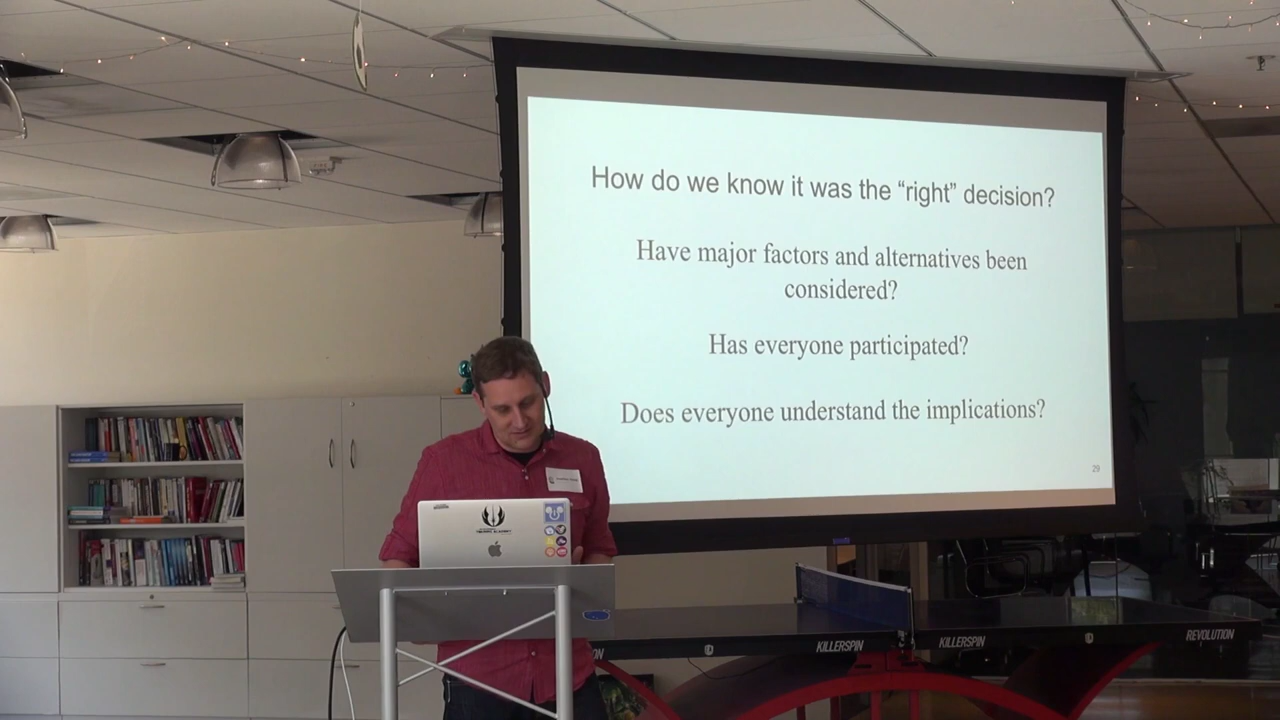 How do we know it was the “right” decision?
Have major factors and alternatives been
considered?
Has everyone participated?
Does everyone understand the implications?
29
KILLERSPIN
KILLERSPIN
REVOLUTION